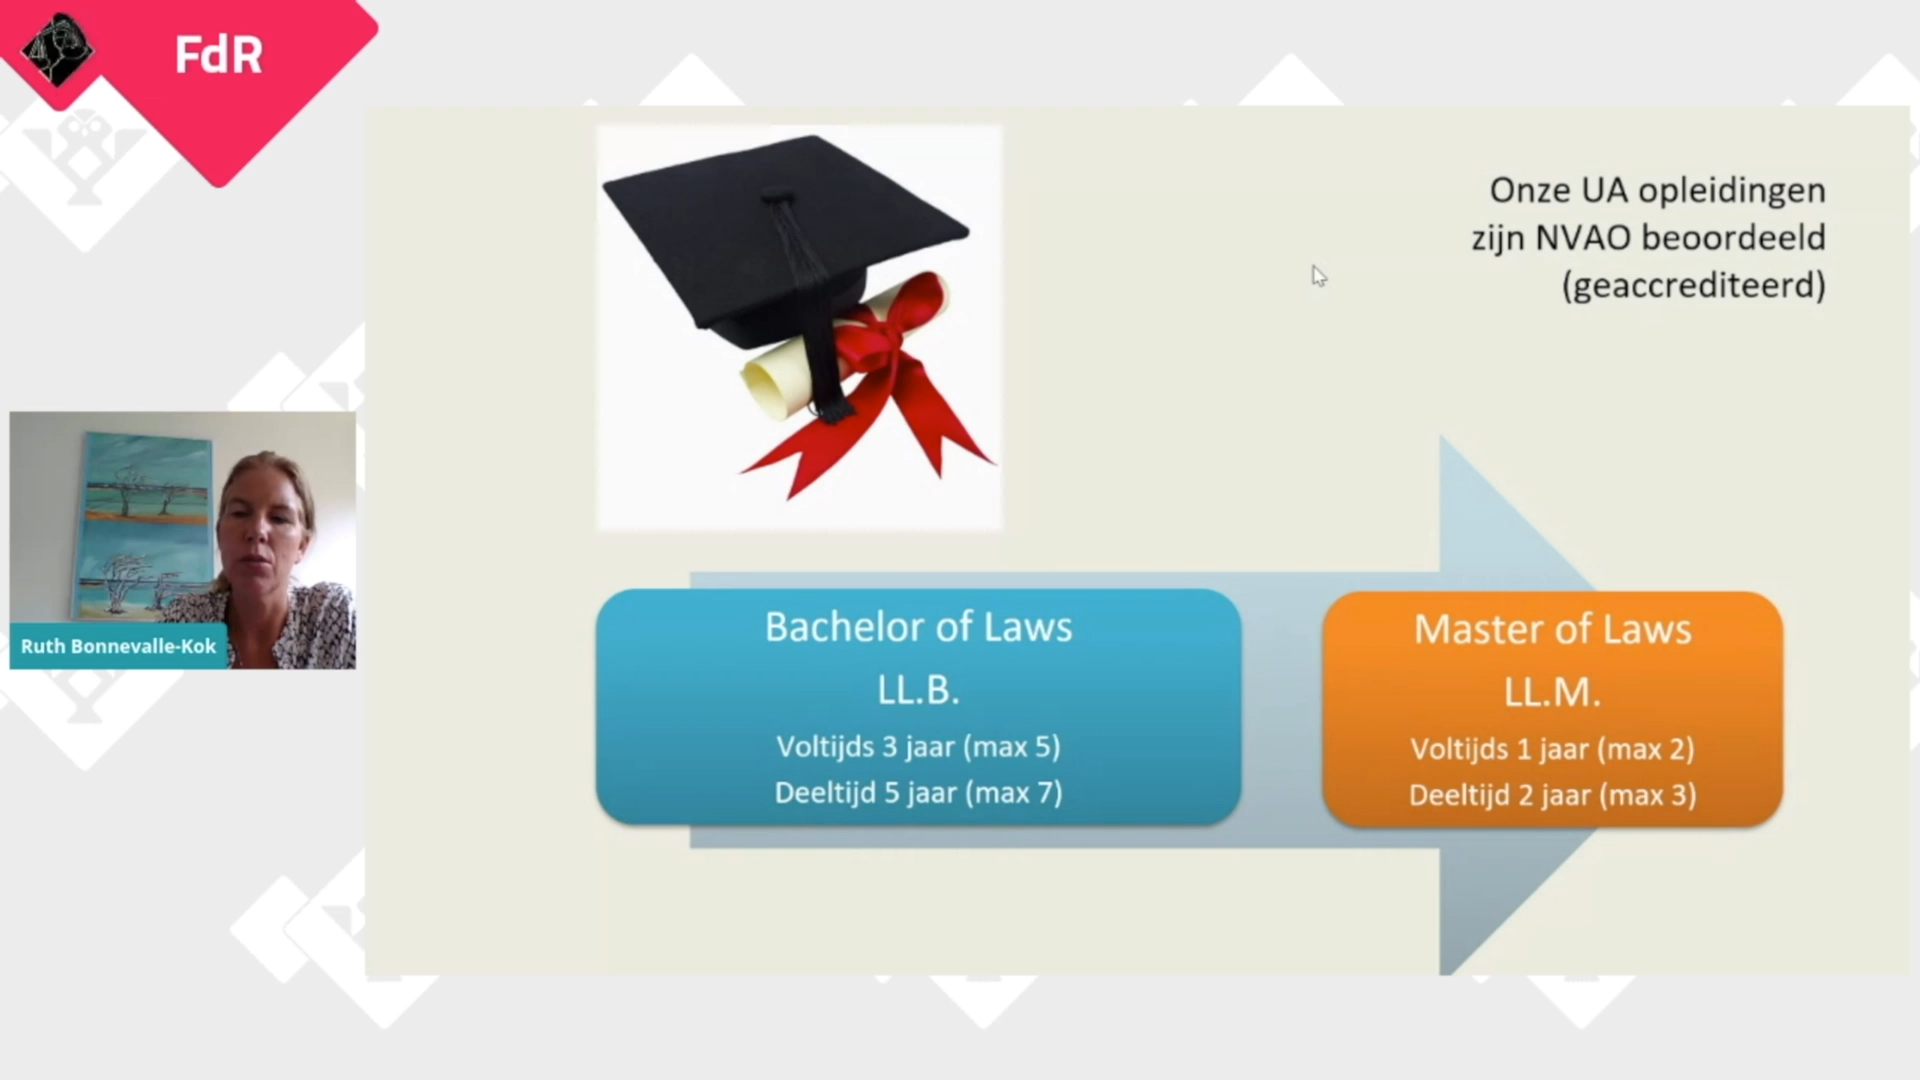 FdR
Onze UA opleidingen
zijn NVAO beoordeeld
(geaccrediteerd)
Ruth Bonnevalle-Kok
Bachelor of Laws
LL.B.
Voltijds 3 jaar (max 5)
Deeltijd 5 jaar (max 7)
Master of Laws
LL.M.
Voltijds 1 jaar (max 2)
Deeltijd 2 jaar (max 3)